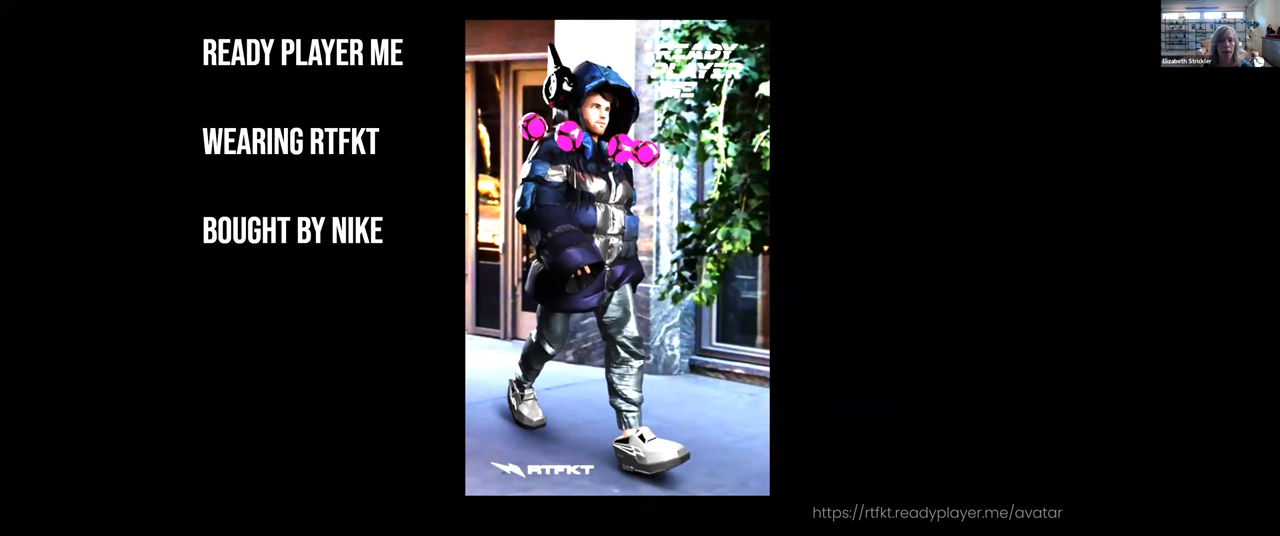 READY PLAYER ME
WEARING RTFKT
BOUGHT BY NIKE
READY
PLAYER
ME
RTFKT
https://rtfkt.readyplayer.me/avatar
Elizabeth Strickler